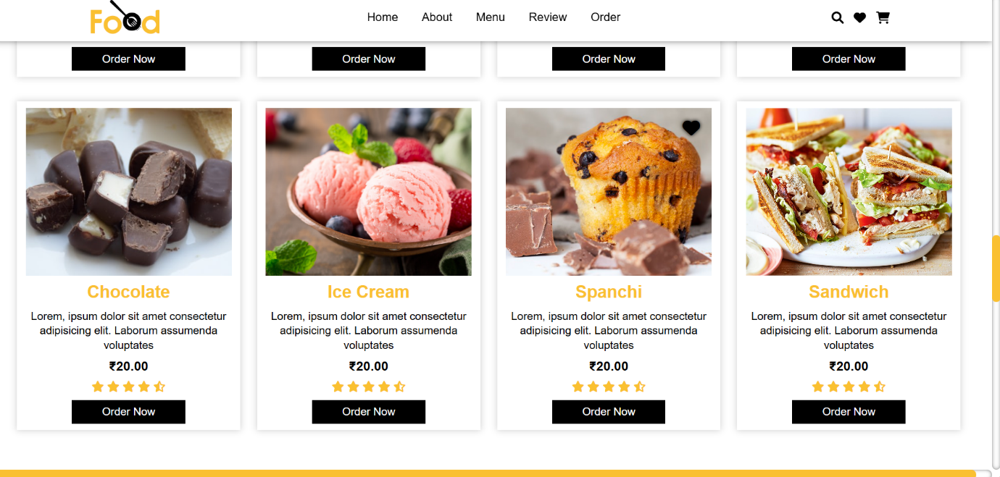 Food
Home About Menu Review Order
Order Now Order Now Order Now Order Now
Chocolate
Lorem, ipsum dolor sit amet consectetur
adipisicing elit. Laborum assumenda
voluptates
₹20.00
Order Now
Ice Cream
Lorem, ipsum dolor sit amet consectetur
adipisicing elit. Laborum assumenda
voluptates
₹20.00
Order Now
Spanchi
Lorem, ipsum dolor sit amet consectetur
adipisicing elit. Laborum assumenda
voluptates
₹20.00
Order Now
Sandwich
Lorem, ipsum dolor sit amet consectetur
adipisicing elit. Laborum assumenda
voluptates
₹20.00
Order Now